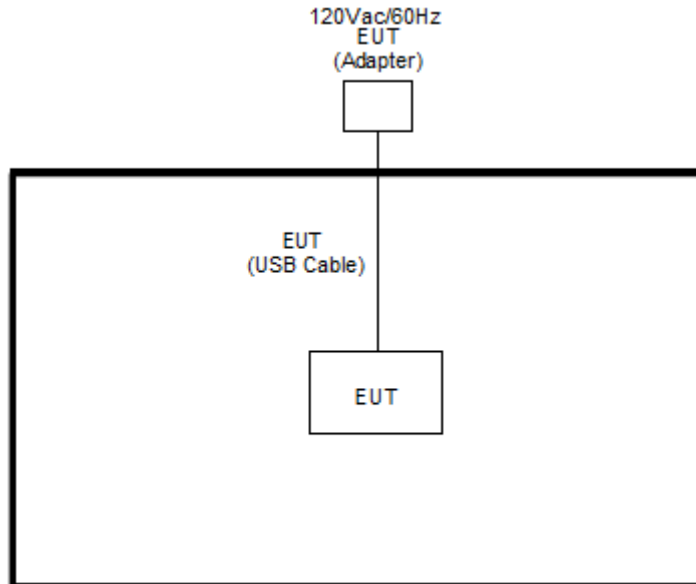 120Vac/60Hz
EUT
(Adapter)
EUT
(USB Cable)
EUT